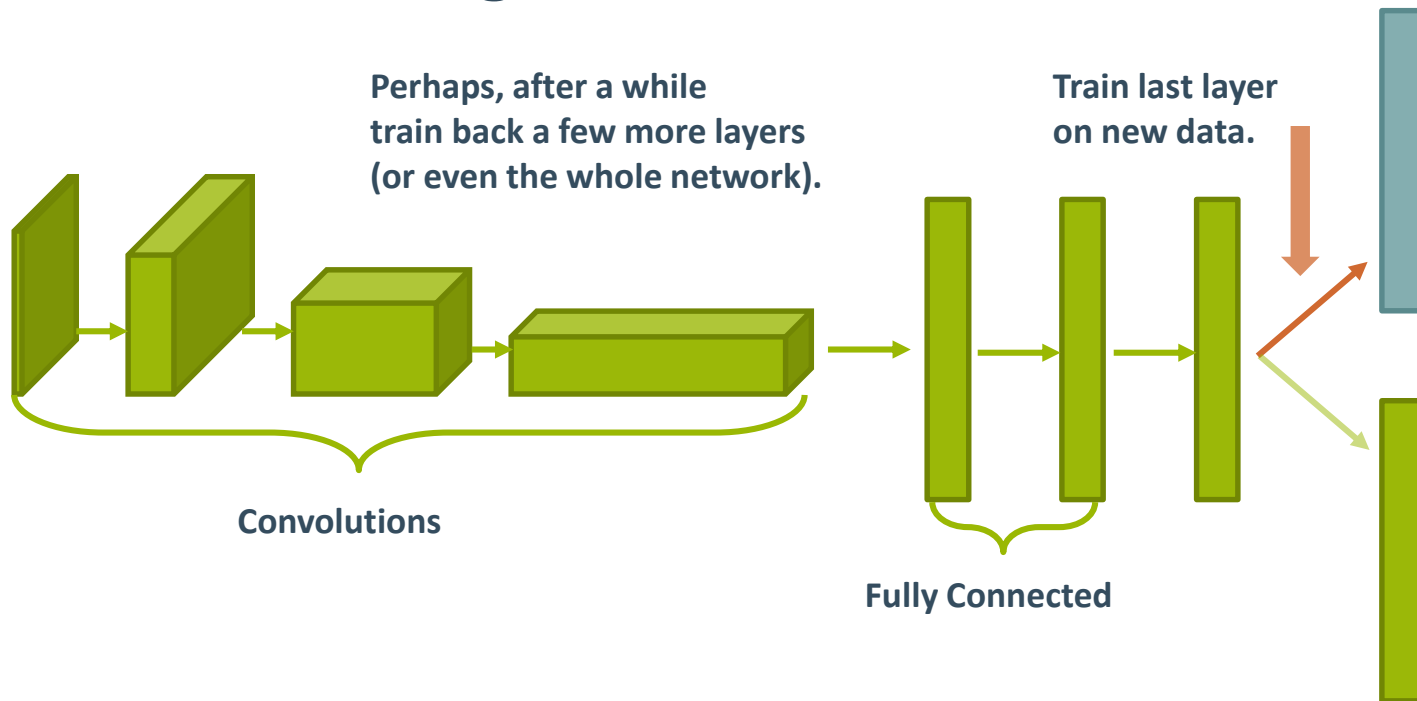 Perhaps, after a while
train back a few more layers
(or even the whole network).
Train last layer
on new data.
Convolutions
Fully Connected